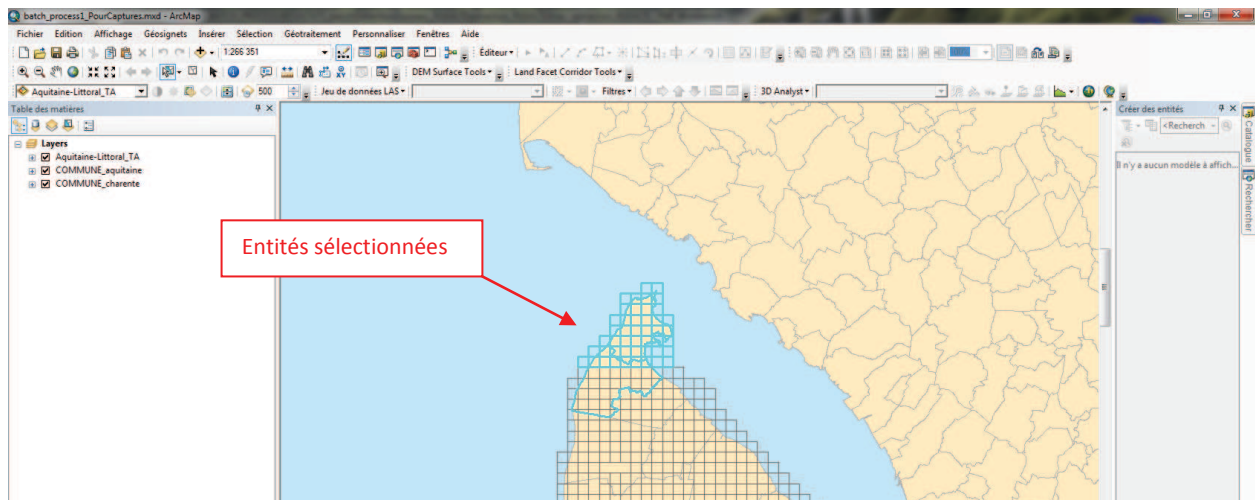 batch_process1_PourCaptures.mxd - ArcMap
Fichier Edition Affichage Géosignets Insérer Sélection Géotraitement Personnaliser Fenêtres Aide
1:266 351 Éditeur
DEM Surface Tools Land Facet Corridor Tools
Aquitaine-Littoral_TA 500 Jeu de données LAS Filtres 3D Analyst
Table des matières
Layers
Aquitaine-Littoral_TA
COMMUNE_aquitaine
COMMUNE_charente
Entités sélectionnées
Créer des entités
<Recherch
Il n'y a aucun modèle à affich...
Catalogue
Rechercher